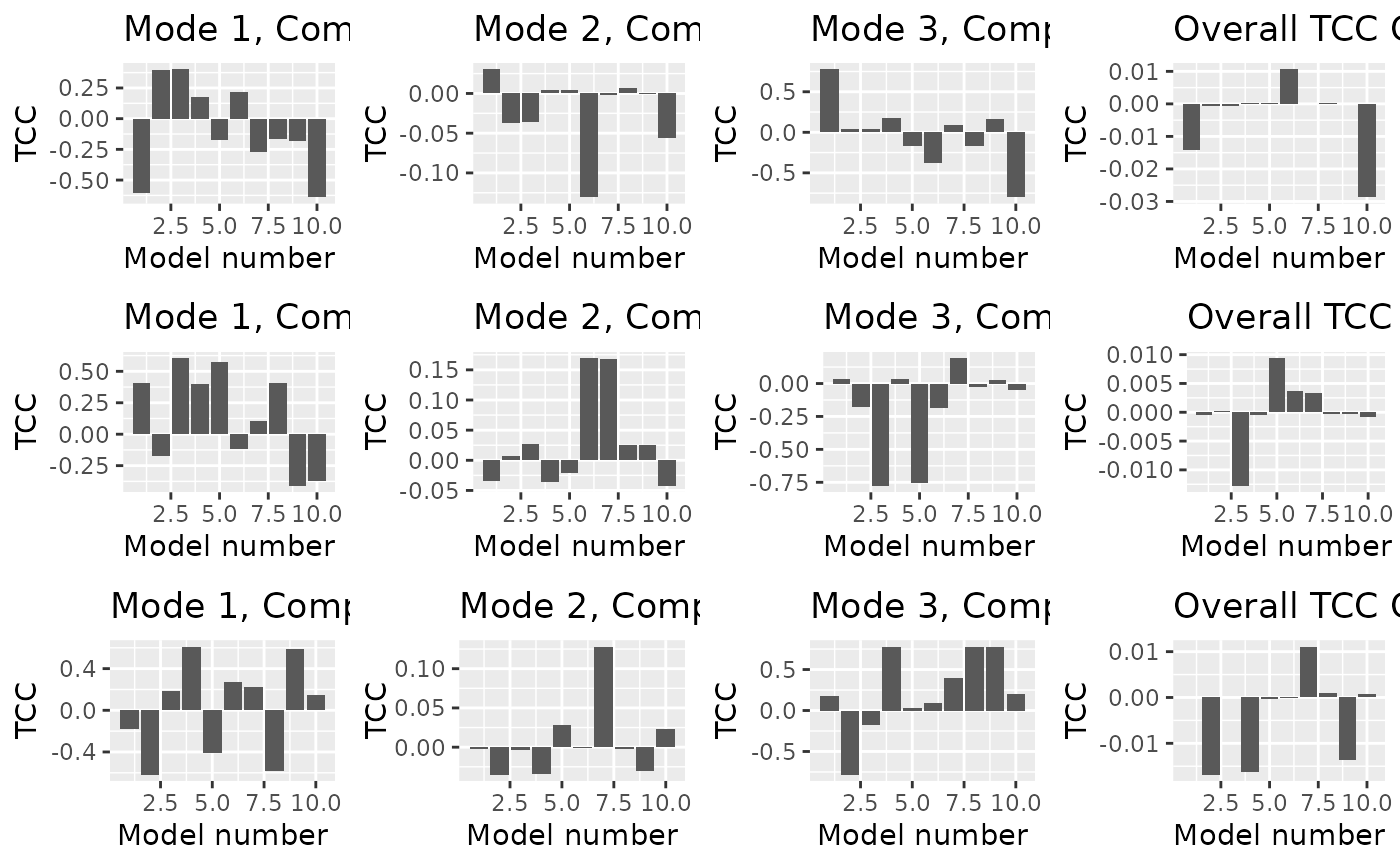 Mode 1, Com
Mode 2, Com
Mode 3, Comp
Overall TCC C
TCC
0.25
0.00
-0.25
-0.50
2.5 5.0 7.5 10.0
Model number
TCC
0.00
-0.05
-0.10
2.5 5.0 7.5 10.0
Model number
TCC
0.5
0.0
-0.5
2.5 5.0 7.5 10.0
Model number
TCC
0.01
0.00
-0.01
-0.02
-0.03
2.5 5.0 7.5 10.0
Model number
Mode 1, Com
Mode 2, Com
Mode 3, Com
Overall TCC
TCC
0.50
0.25
0.00
-0.25
2.5 5.0 7.5 10.0
Model number
TCC
0.15
0.10
0.05
0.00
-0.05
2.5 5.0 7.5 10.0
Model number
TCC
0.00
-0.25
-0.50
-0.75
2.5 5.0 7.5 10.0
Model number
TCC
0.010
0.005
0.000
-0.005
-0.010
2.5 5.0 7.5 10.0
Model number
Mode 1, Comp
Mode 2, Comp
Mode 3, Comp
Overall TCC C
TCC
0.4
0.0
-0.4
2.5 5.0 7.5 10.0
Model number
TCC
0.10
0.05
0.00
2.5 5.0 7.5 10.0
Model number
TCC
0.5
0.0
-0.5
2.5 5.0 7.5 10.0
Model number
TCC
0.01
0.00
-0.01
2.5 5.0 7.5 10.0
Model number